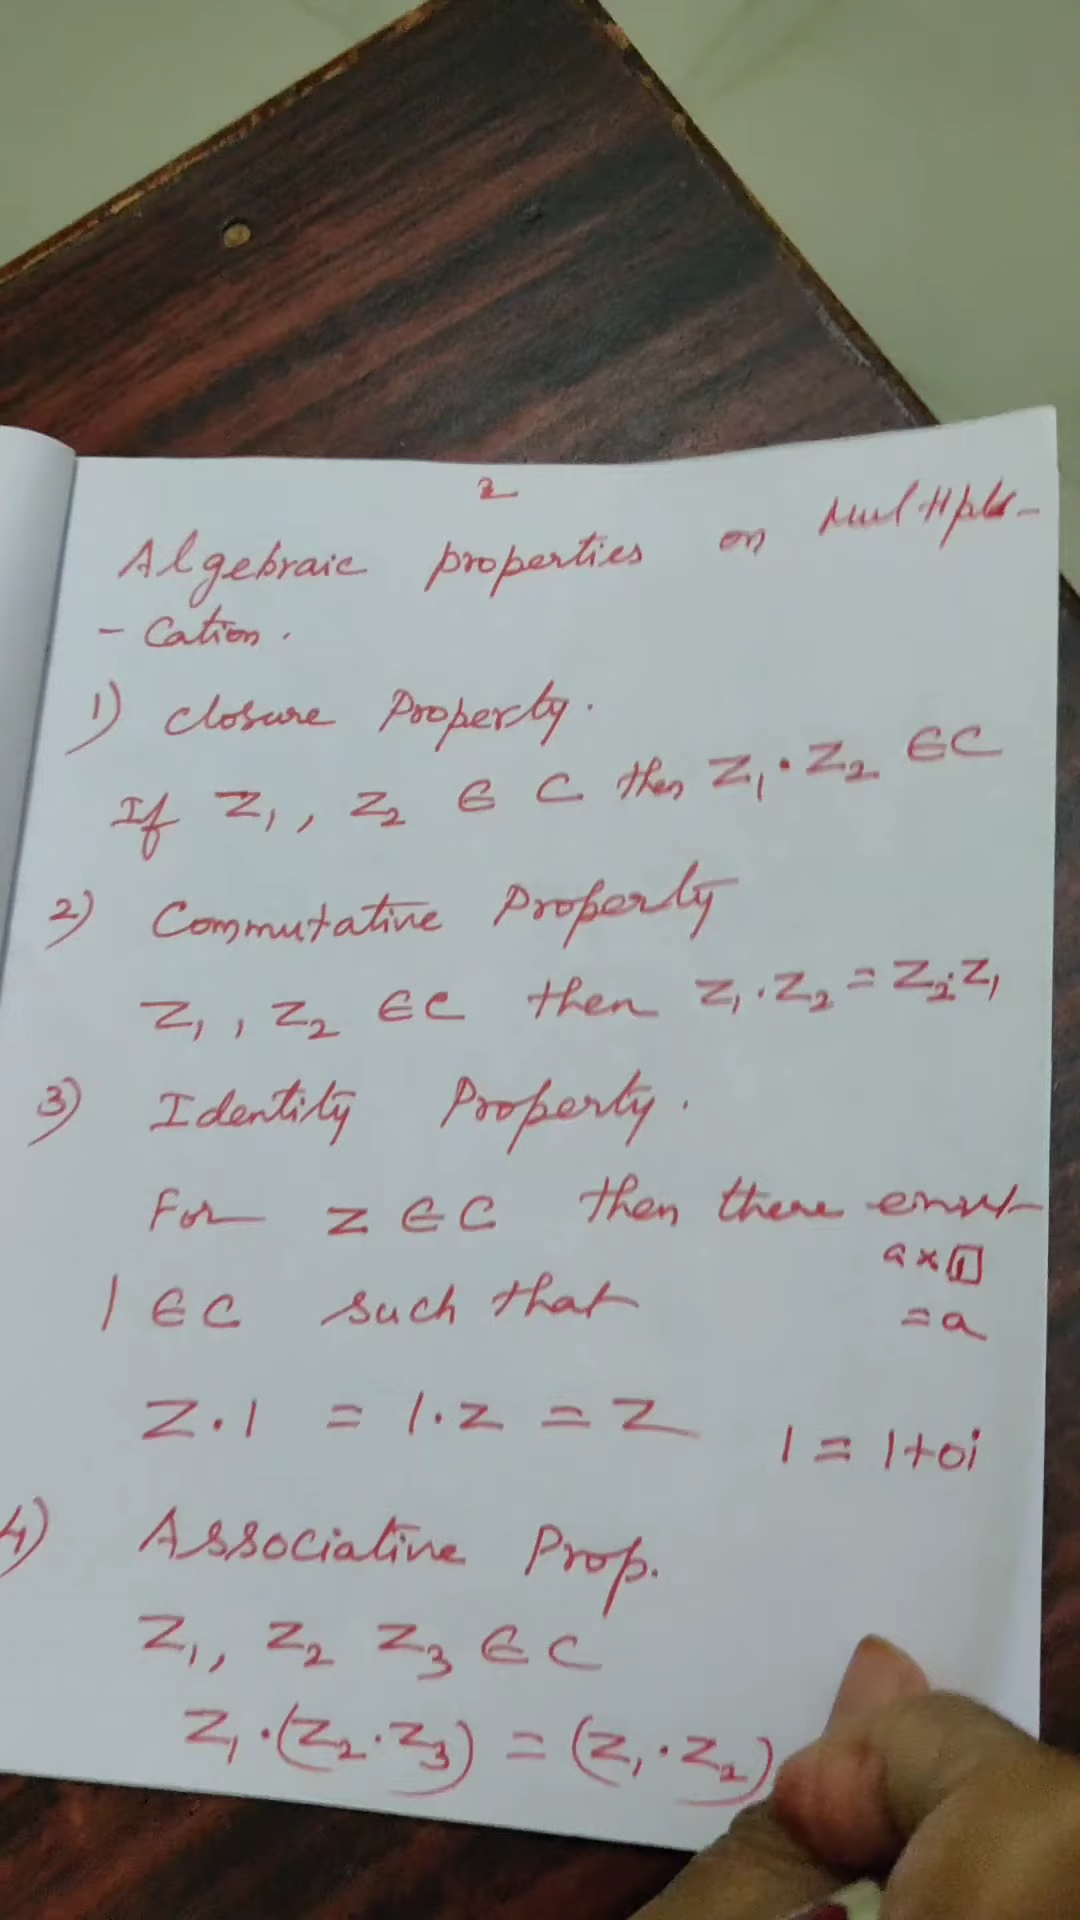 2
Algebraic properties on Multipli-
- cation.
1) Closure Property.
If Z₁, Z₂ ∈ C then Z₁·Z₂ ∈ C
2) Commutative Property
Z₁, Z₂ ∈ C then Z₁·Z₂ = Z₂·Z₁
3) Identity Property.
For Z ∈ C then there exist
a × 1
1 ∈ C such that = a
Z·1 = 1·Z = Z 1 = 1+0i
4) Associative Prop.
Z₁, Z₂ Z₃ ∈ C
Z₁·(Z₂·Z₃) = (Z₁·Z₂)